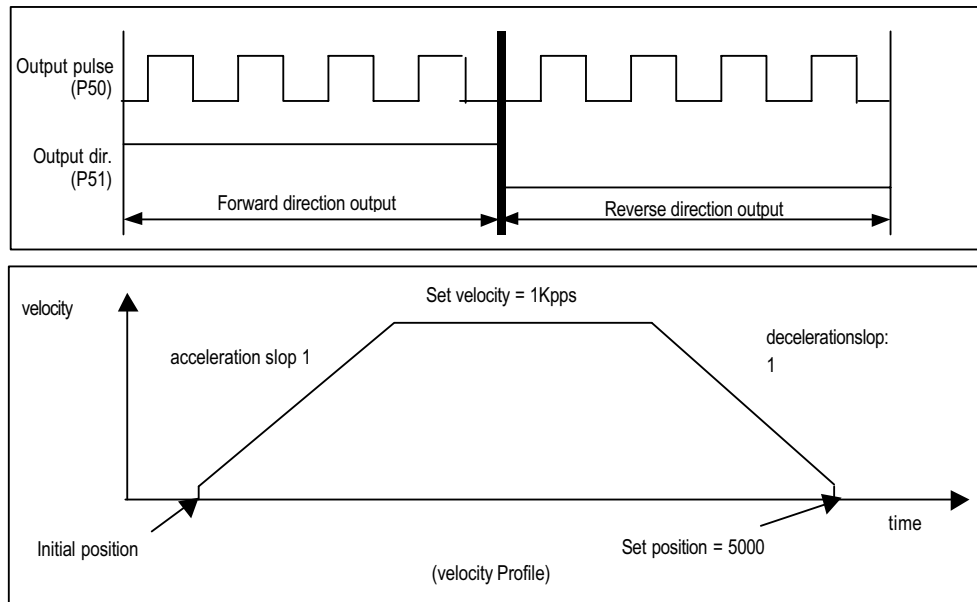 Output pulse
(P50)
Output dir.
(P51)
Forward direction output
Reverse direction output
velocity
Set velocity = 1Kpps
acceleration slop 1
decelerationslop:
1
Initial position
Set position = 5000
time
(velocity Profile)